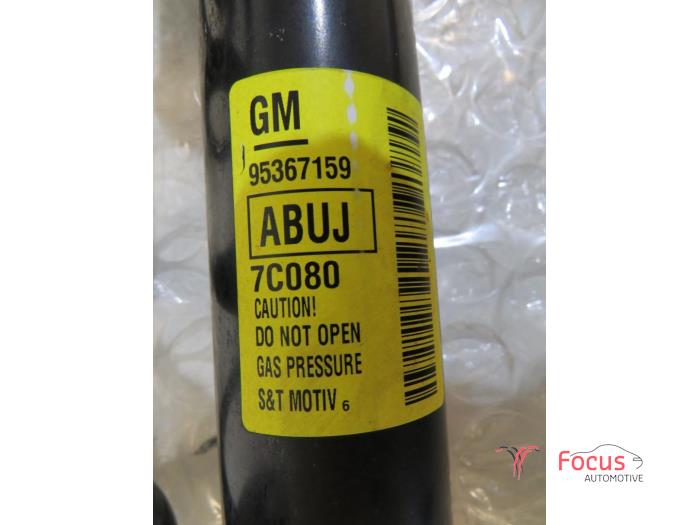 GM
95367159
ABUJ
7C080
CAUTION!
DO NOT OPEN
GAS PRESSURE
S&T MOTIV 6
Focus
AUTOMOTIVE